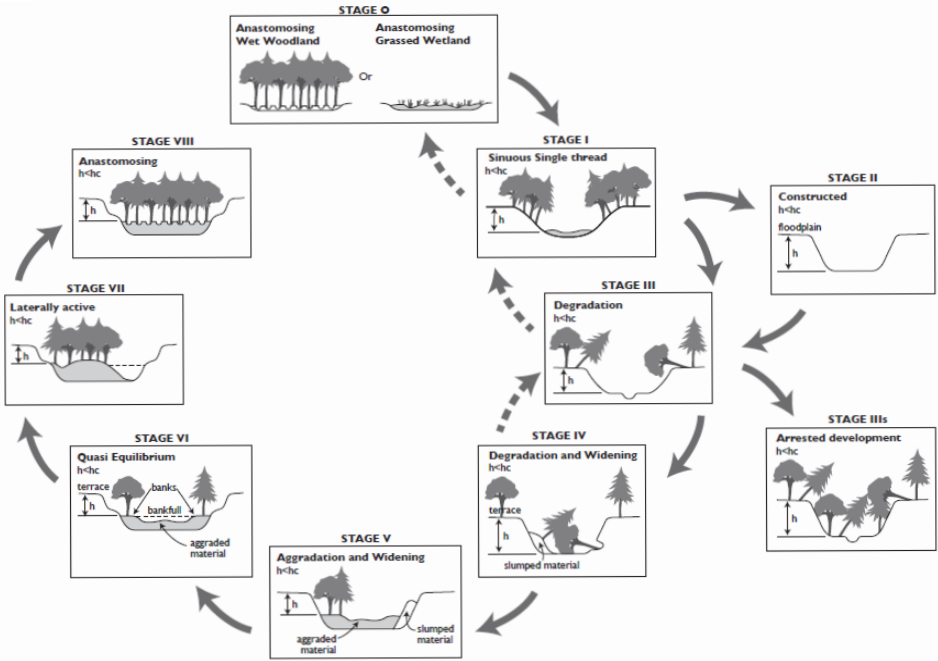 STAGE O
Anastomosing
Wet Woodland
Or
Anastomosing
Grassed Wetland
STAGE I
Sinuous Single thread
h<hc
h
STAGE II
Constructed
h<hc
floodplain
h
STAGE III
Degradation
h<hc
h
STAGE IIIs
Arrested development
h<hc
h
STAGE IV
Degradation and Widening
h<hc
terrace
h
slumped material
STAGE V
Aggradation and Widening
h<hc
h
aggraded
material
slumped
material
STAGE VI
Quasi Equilibrium
h<hc
terrace
banks
h
bankfull
aggraded
material
STAGE VII
Laterally active
h<hc
h
STAGE VIII
Anastomosing
h<hc
h